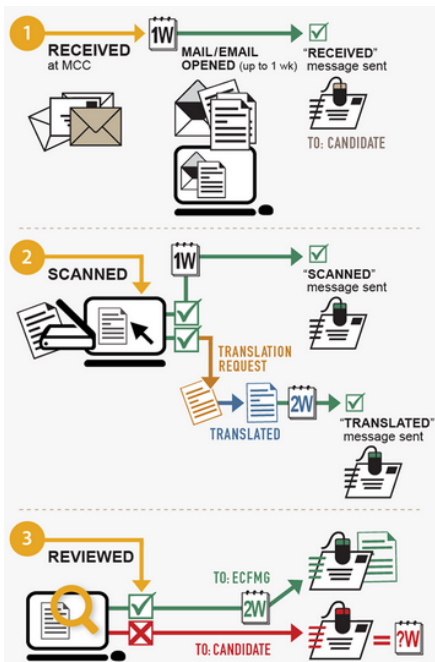 1
RECEIVED
at MCC
1W
MAIL/EMAIL
OPENED (up to 1 wk)
"RECEIVED"
message sent
TO: CANDIDATE
2
SCANNED
1W
"SCANNED"
message sent
TRANSLATION
REQUEST
TRANSLATED
2W
"TRANSLATED"
message sent
3
REVIEWED
TO: ECFMG
2W
TO: CANDIDATE
= ?W